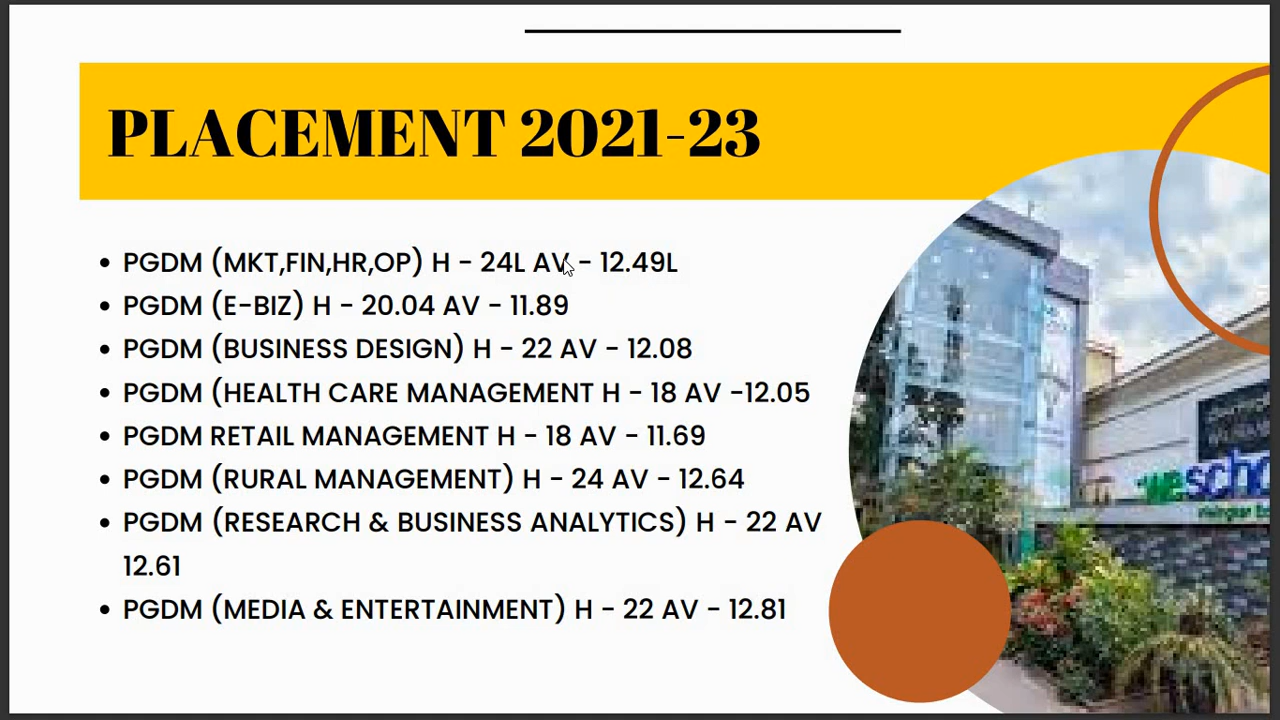 PLACEMENT 2021-23
• PGDM (MKT,FIN,HR,OP) H - 24L AV - 12.49L
• PGDM (E-BIZ) H - 20.04 AV - 11.89
• PGDM (BUSINESS DESIGN) H - 22 AV - 12.08
• PGDM (HEALTH CARE MANAGEMENT H - 18 AV -12.05
• PGDM RETAIL MANAGEMENT H - 18 AV - 11.69
• PGDM (RURAL MANAGEMENT) H - 24 AV - 12.64
• PGDM (RESEARCH & BUSINESS ANALYTICS) H - 22 AV
12.61
• PGDM (MEDIA & ENTERTAINMENT) H - 22 AV - 12.81
wescho